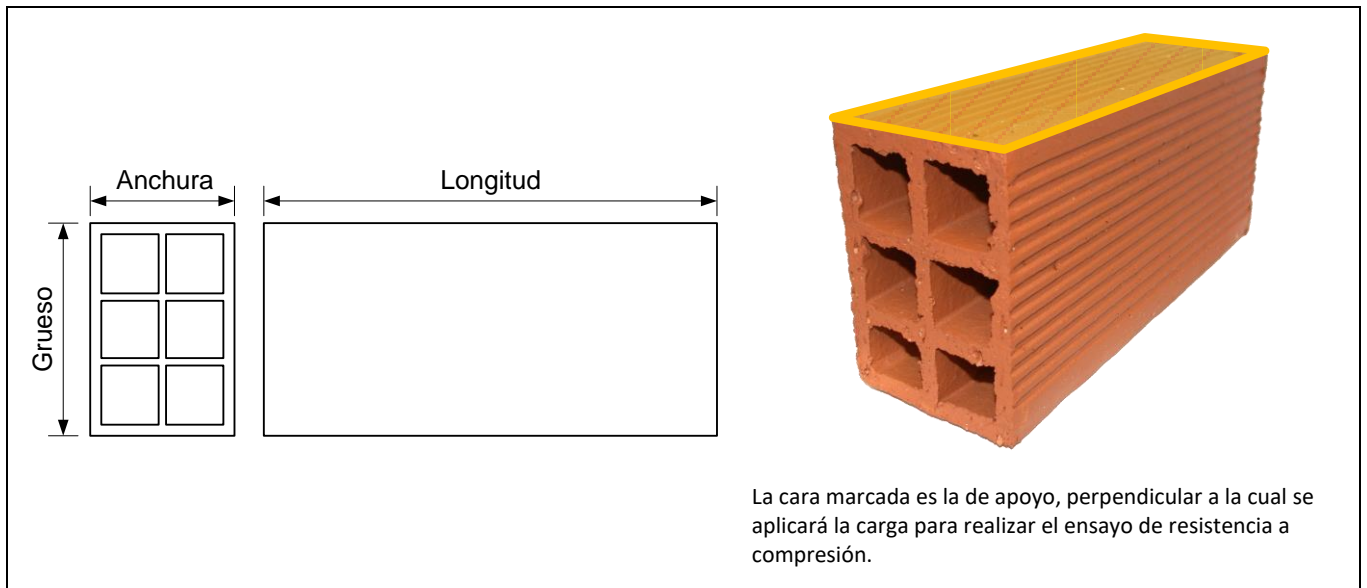 Anchura
Longitud
Grueso
La cara marcada es la de apoyo, perpendicular a la cual se
aplicará la carga para realizar el ensayo de resistencia a
compresión.